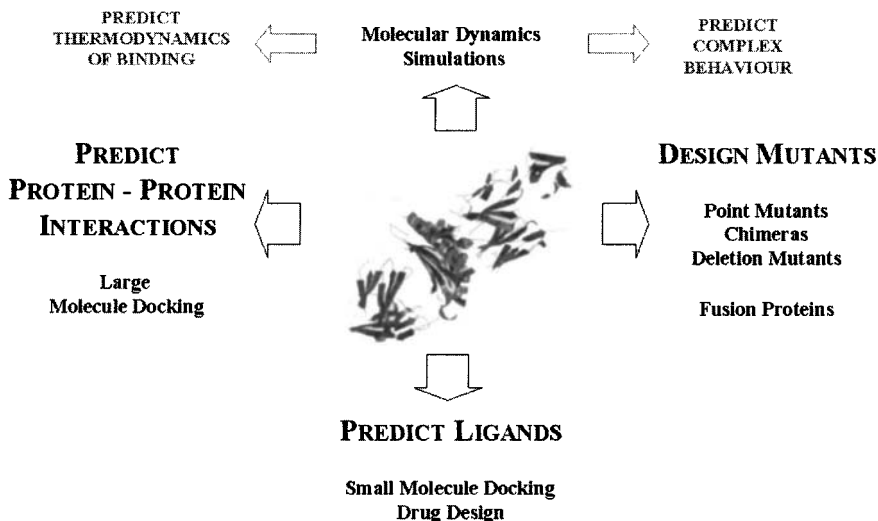 PREDICT
THERMODYNAMICS
OF BINDING
Molecular Dynamics
Simulations
PREDICT
COMPLEX
BEHAVIOUR
PREDICT
PROTEIN - PROTEIN
INTERACTIONS
Large
Molecule Docking
DESIGN MUTANTS
Point Mutants
Chimeras
Deletion Mutants
Fusion Proteins
PREDICT LIGANDS
Small Molecule Docking
Drug Design